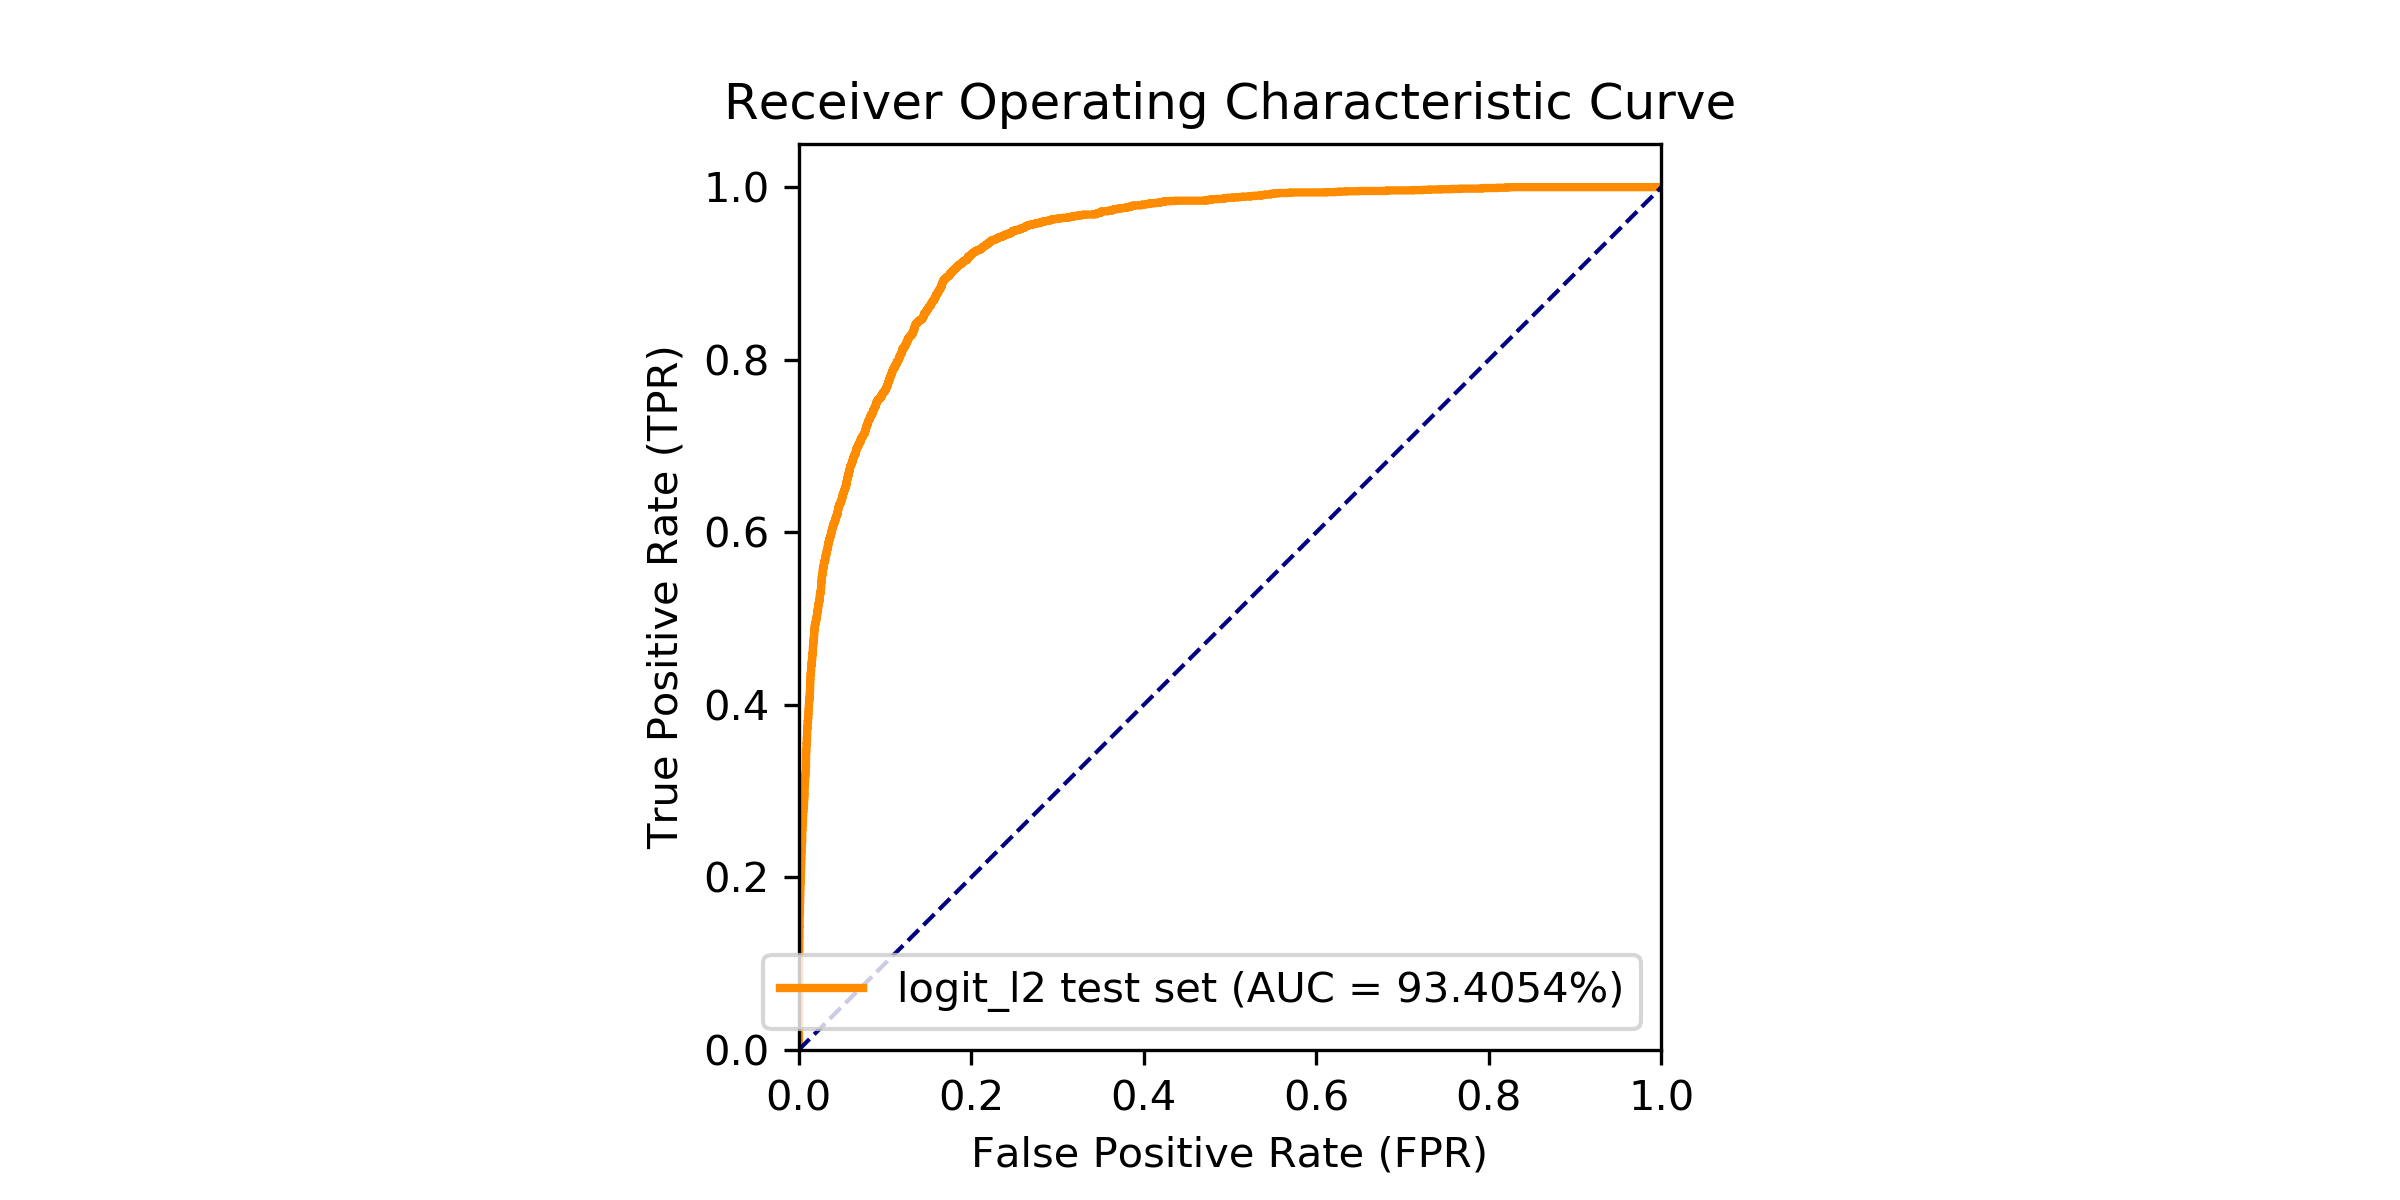 Receiver Operating Characteristic Curve
True Positive Rate (TPR)
1.0
0.8
0.6
0.4
0.2
0.0
logit_l2 test set (AUC = 93.4054%)
0.0 0.2 0.4 0.6 0.8 1.0
False Positive Rate (FPR)